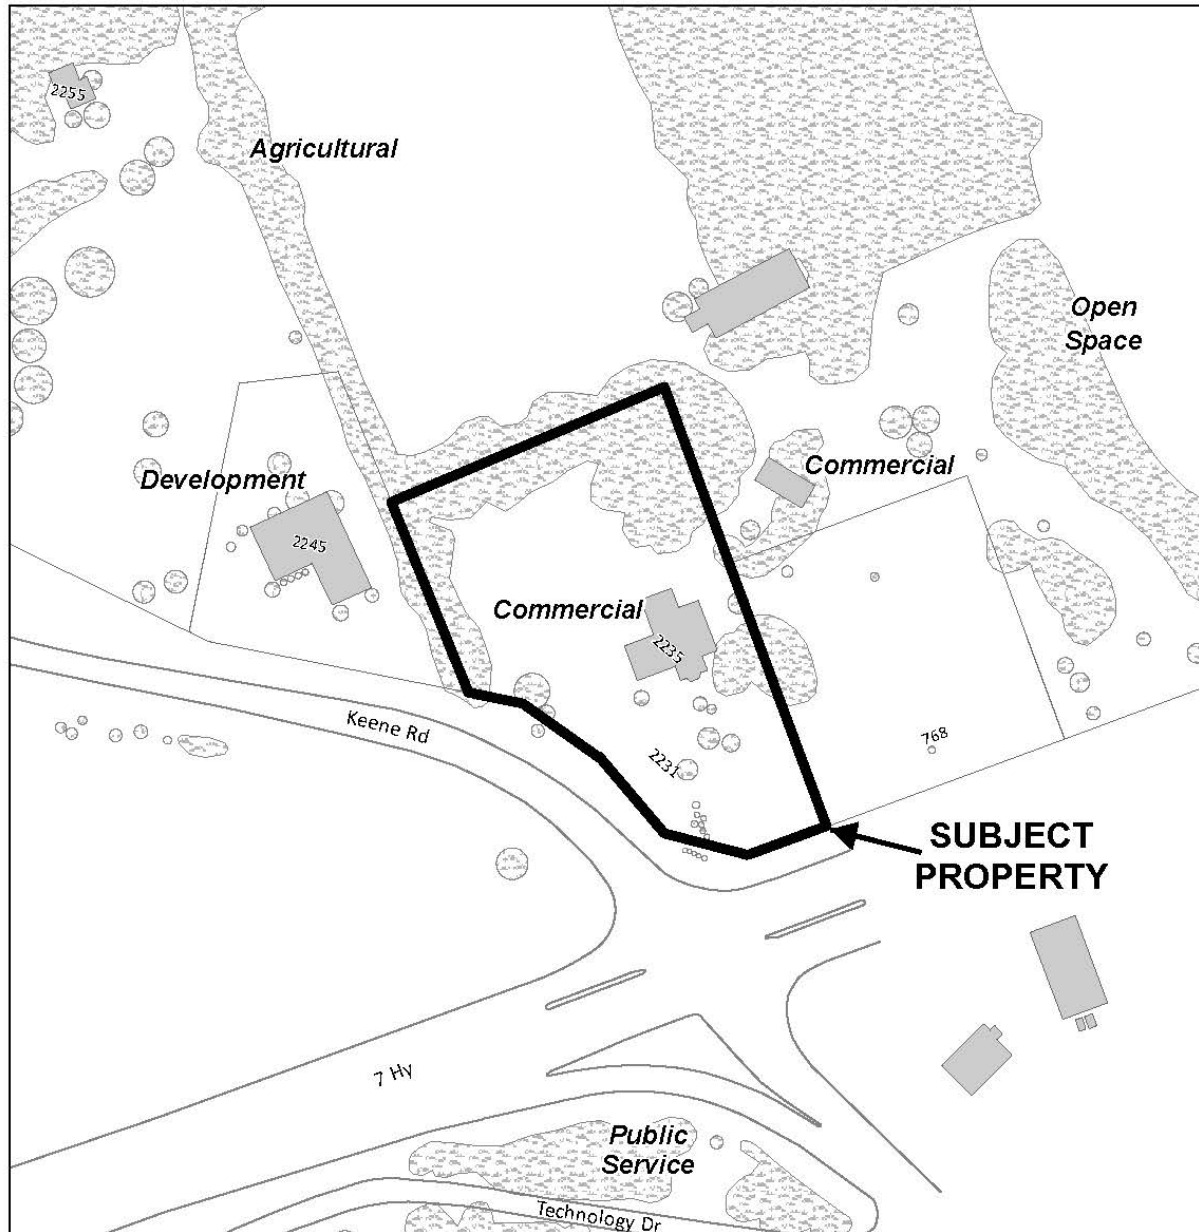 2255
Agricultural
Open
Space
Development
Commercial
2245
Commercial
2235
Keene Rd
768
2231
SUBJECT
PROPERTY
7 Hy
Public
Service
Technology Dr